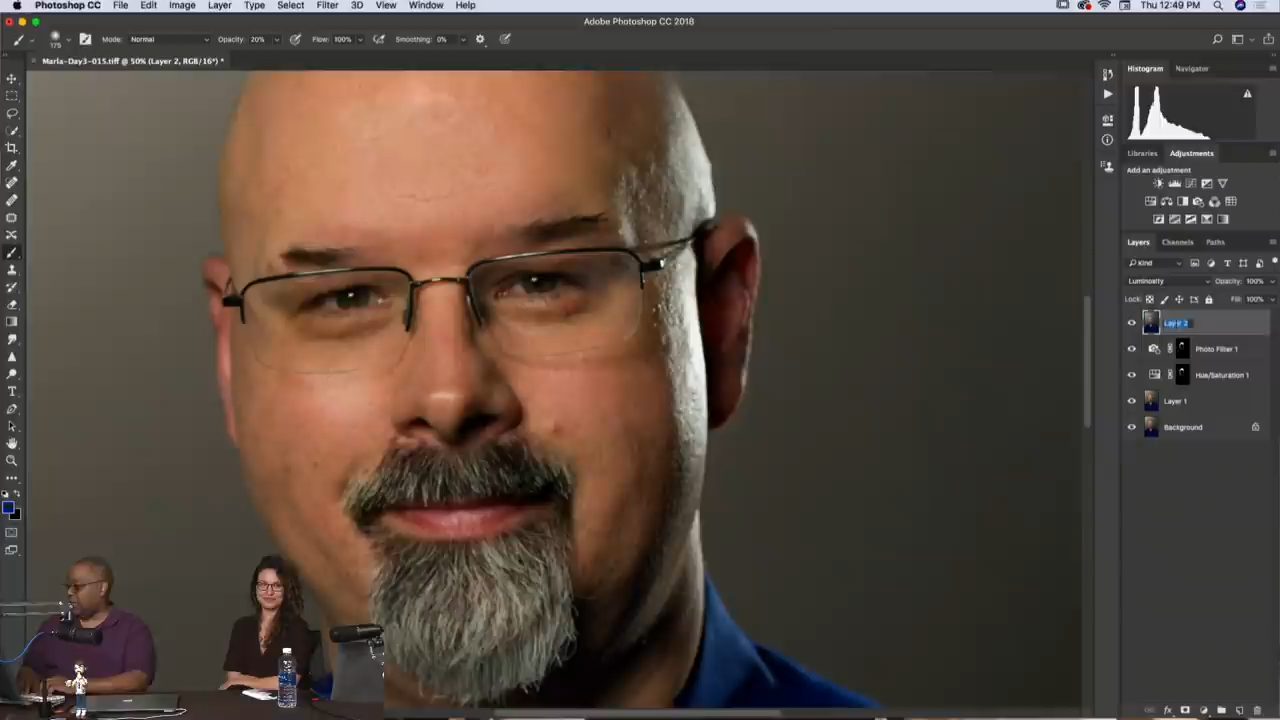 Photoshop CC File Edit Image Layer Type Select Filter 3D View Window Help Thu 12:49 PM
Adobe Photoshop CC 2018
175 Mode: Normal Opacity: 20% Flow: 100% Smoothing: 0%
Marla-Day3-015.tiff @ 50% (Layer 2, RGB/16*) *
Histogram Navigator
Libraries Adjustments
Add an adjustment
Layers Channels Paths
Kind
Luminosity Opacity: 100%
Lock: Fill: 100%
Layer 2
Photo Filter 1
Hue/Saturation 1
Layer 1
Background